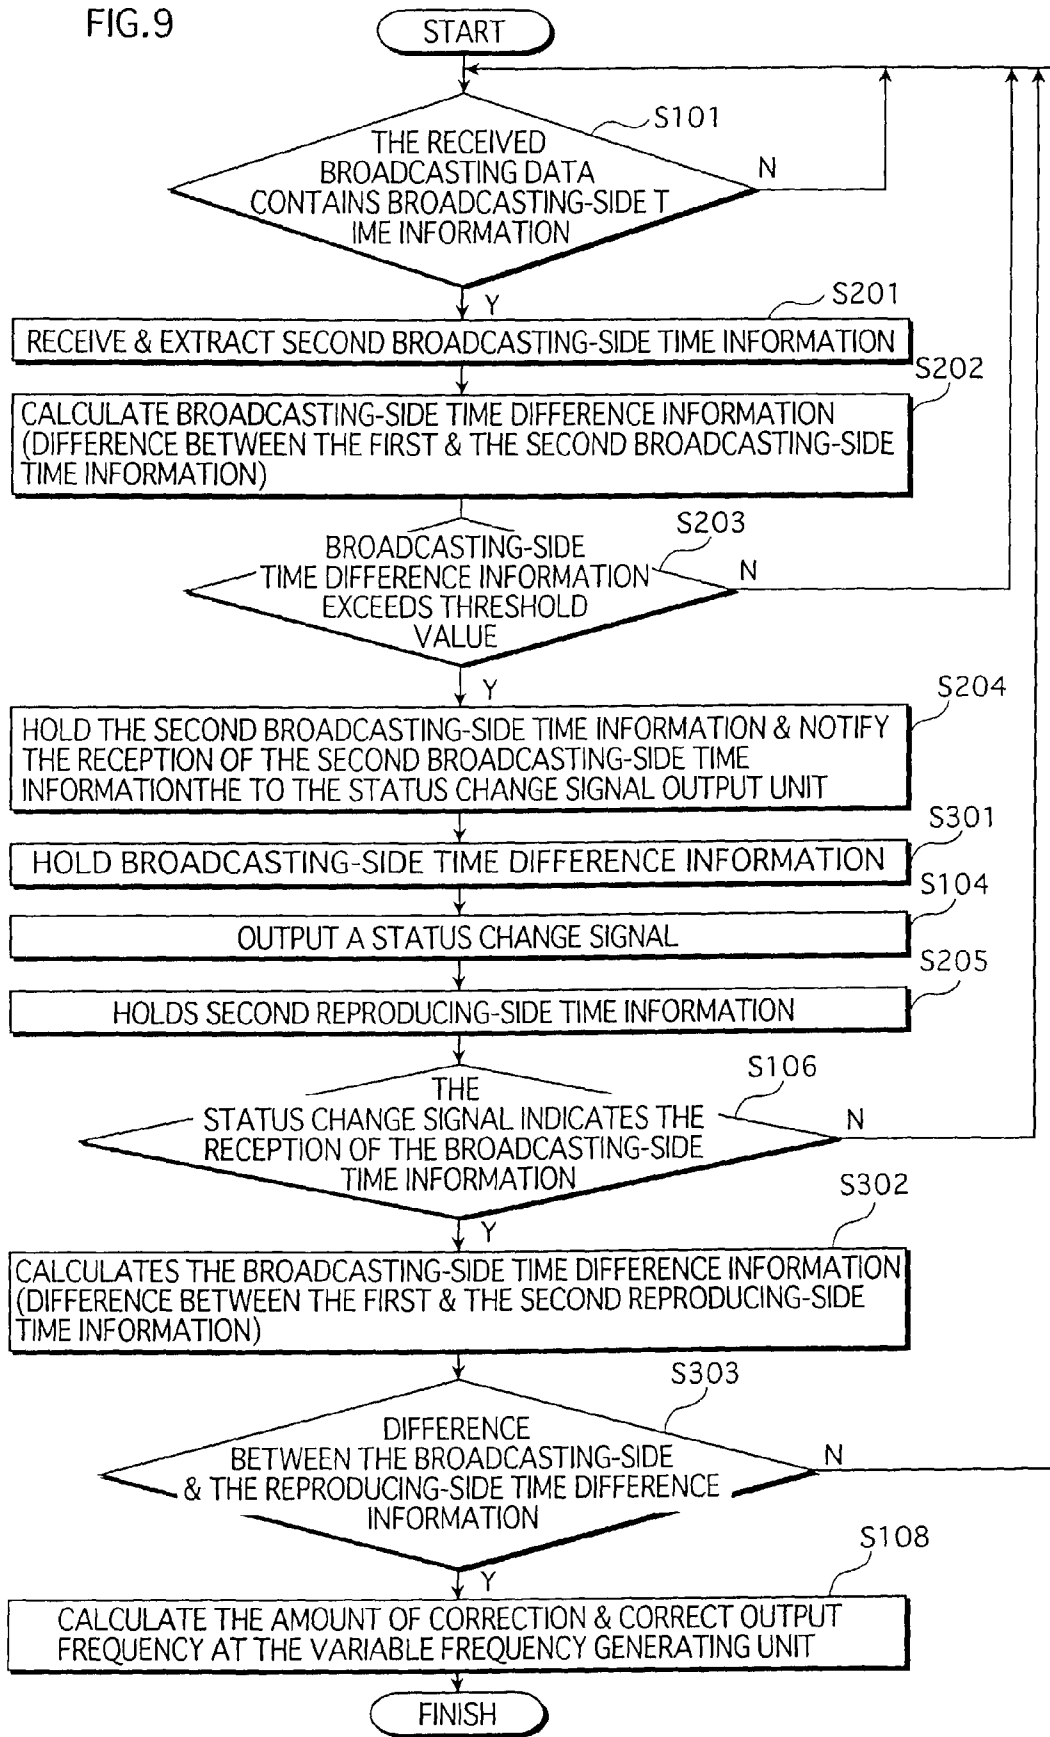 FIG.9
START
S101
THE RECEIVED
BROADCASTING DATA
CONTAINS BROADCASTING-SIDE T
IME INFORMATION
N
Y
S201
RECEIVE & EXTRACT SECOND BROADCASTING-SIDE TIME INFORMATION
S202
CALCULATE BROADCASTING-SIDE TIME DIFFERENCE INFORMATION
(DIFFERENCE BETWEEN THE FIRST & THE SECOND BROADCASTING-SIDE
TIME INFORMATION)
S203
BROADCASTING-SIDE
TIME DIFFERENCE INFORMATION
EXCEEDS THRESHOLD
VALUE
N
Y
S204
HOLD THE SECOND BROADCASTING-SIDE TIME INFORMATION & NOTIFY
THE RECEPTION OF THE SECOND BROADCASTING-SIDE TIME
INFORMATIONTHE TO THE STATUS CHANGE SIGNAL OUTPUT UNIT
S301
HOLD BROADCASTING-SIDE TIME DIFFERENCE INFORMATION
S104
OUTPUT A STATUS CHANGE SIGNAL
S205
HOLDS SECOND REPRODUCING-SIDE TIME INFORMATION
S106
THE
STATUS CHANGE SIGNAL INDICATES THE
RECEPTION OF THE BROADCASTING-SIDE
TIME INFORMATION
N
Y
S302
CALCULATES THE BROADCASTING-SIDE TIME DIFFERENCE INFORMATION
(DIFFERENCE BETWEEN THE FIRST & THE SECOND REPRODUCING-SIDE
TIME INFORMATION)
S303
DIFFERENCE
BETWEEN THE BROADCASTING-SIDE
& THE REPRODUCING-SIDE TIME DIFFERENCE
INFORMATION
N
Y
S108
CALCULATE THE AMOUNT OF CORRECTION & CORRECT OUTPUT
FREQUENCY AT THE VARIABLE FREQUENCY GENERATING UNIT
FINISH